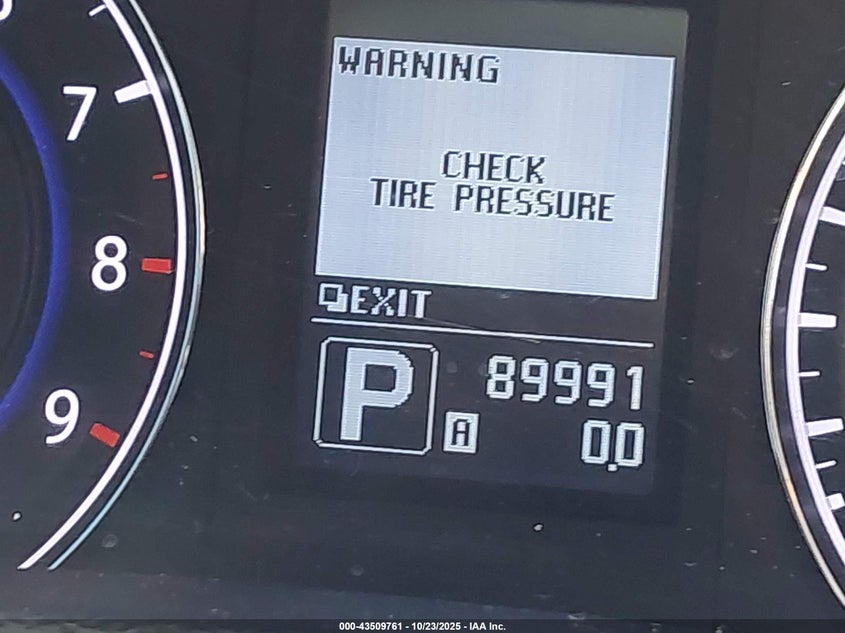 7
8
9
WARNING
CHECK
TIRE PRESSURE
EXIT
P
89991
A
0.0
000-43509761 - 10/23/2025 - IAA Inc.